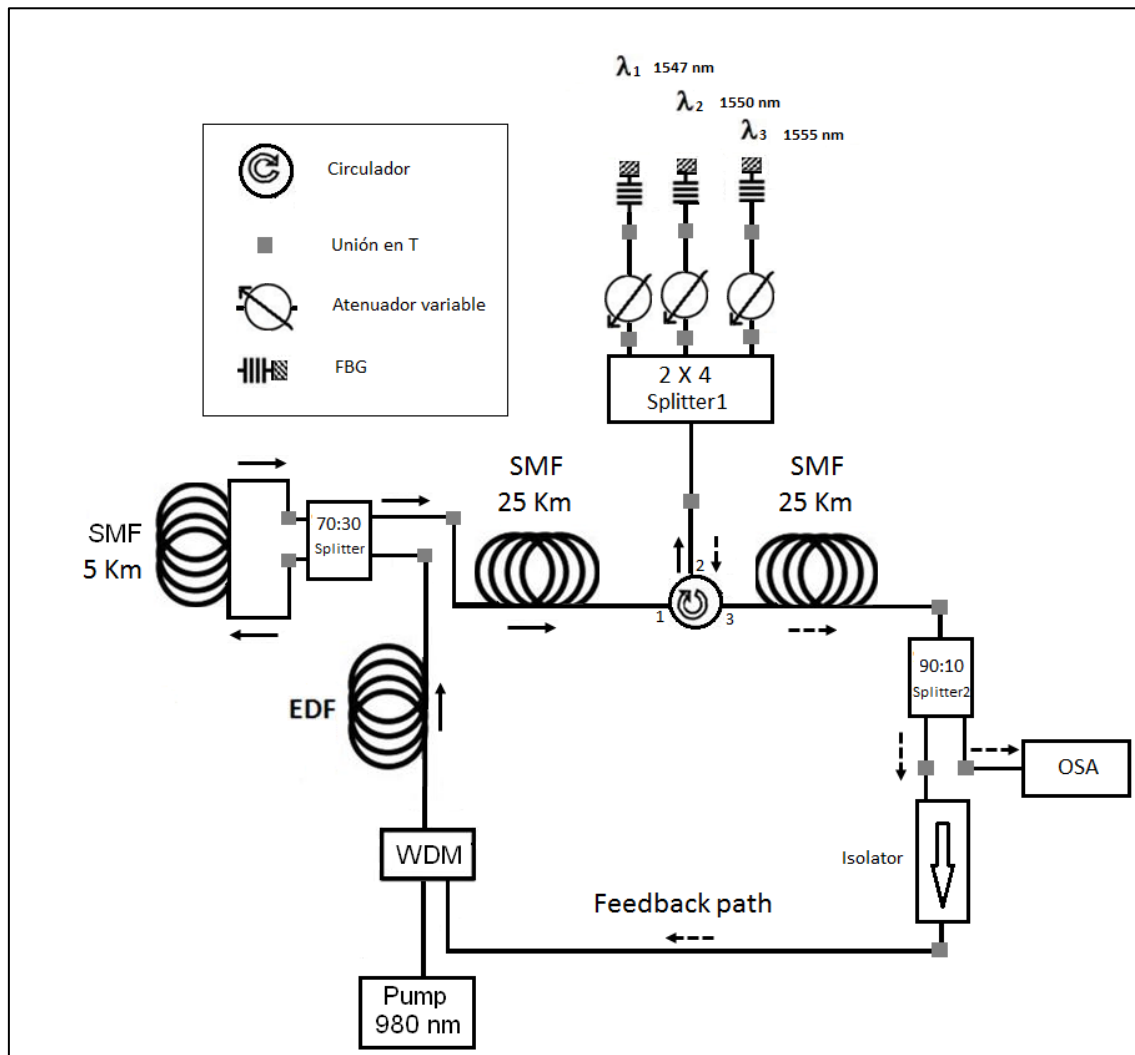 λ1 1547 nm
λ2 1550 nm
λ3 1555 nm
Circulador
Unión en T
Atenuador variable
FBG
2 X 4
Splitter1
SMF
25 Km
SMF
25 Km
SMF
5 Km
70:30
Splitter
2
1
3
90:10
Splitter2
EDF
OSA
WDM
Isolator
Feedback path
Pump
980 nm